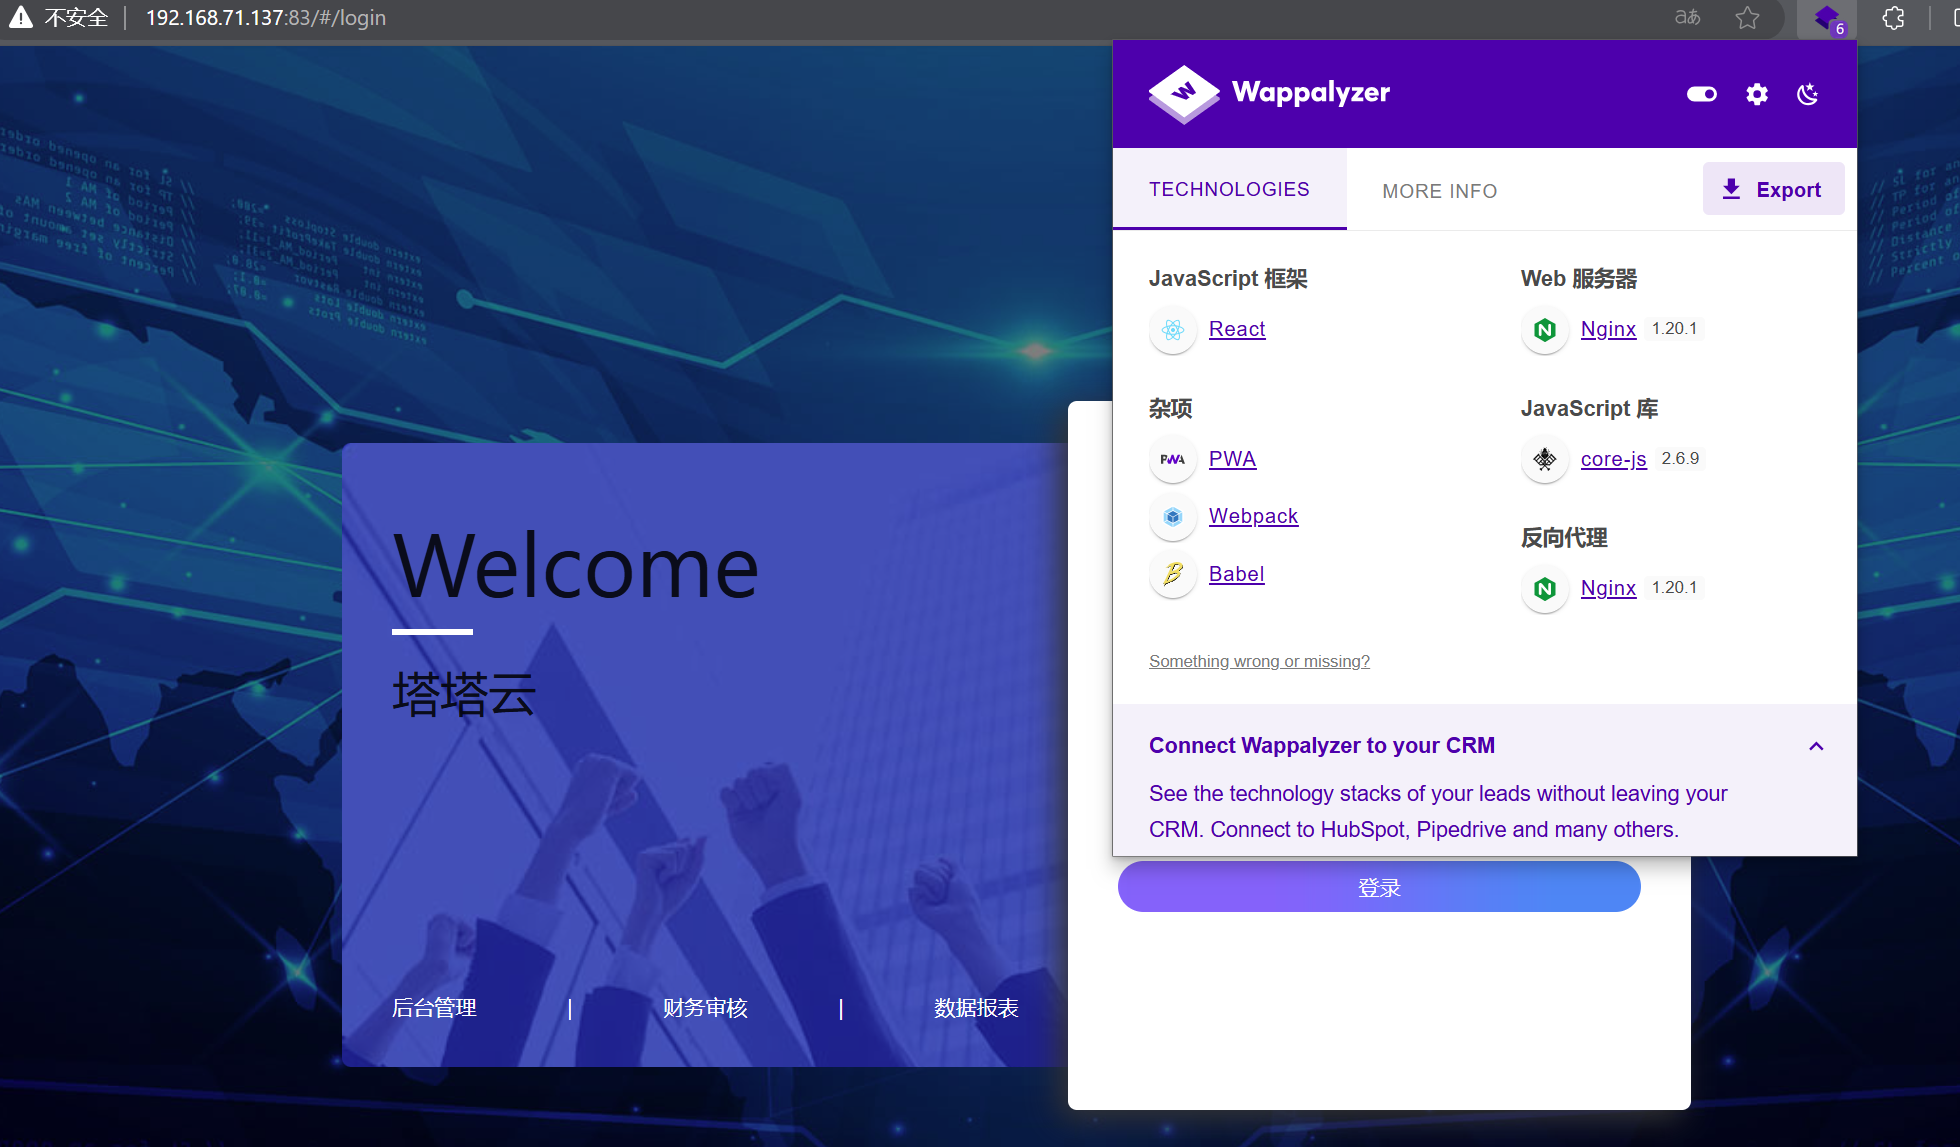 不安全 192.168.71.137:83/#/login
6
Wappalyzer
TECHNOLOGIES
MORE INFO
Export
JavaScript 框架
React
杂项
PWA
Webpack
Babel
Something wrong or missing?
Web 服务器
Nginx 1.20.1
JavaScript 库
core-js 2.6.9
反向代理
Nginx 1.20.1
Connect Wappalyzer to your CRM
See the technology stacks of your leads without leaving your
CRM. Connect to HubSpot, Pipedrive and many others.
Welcome
塔塔云
后台管理 | 财务审核 | 数据报表
登录